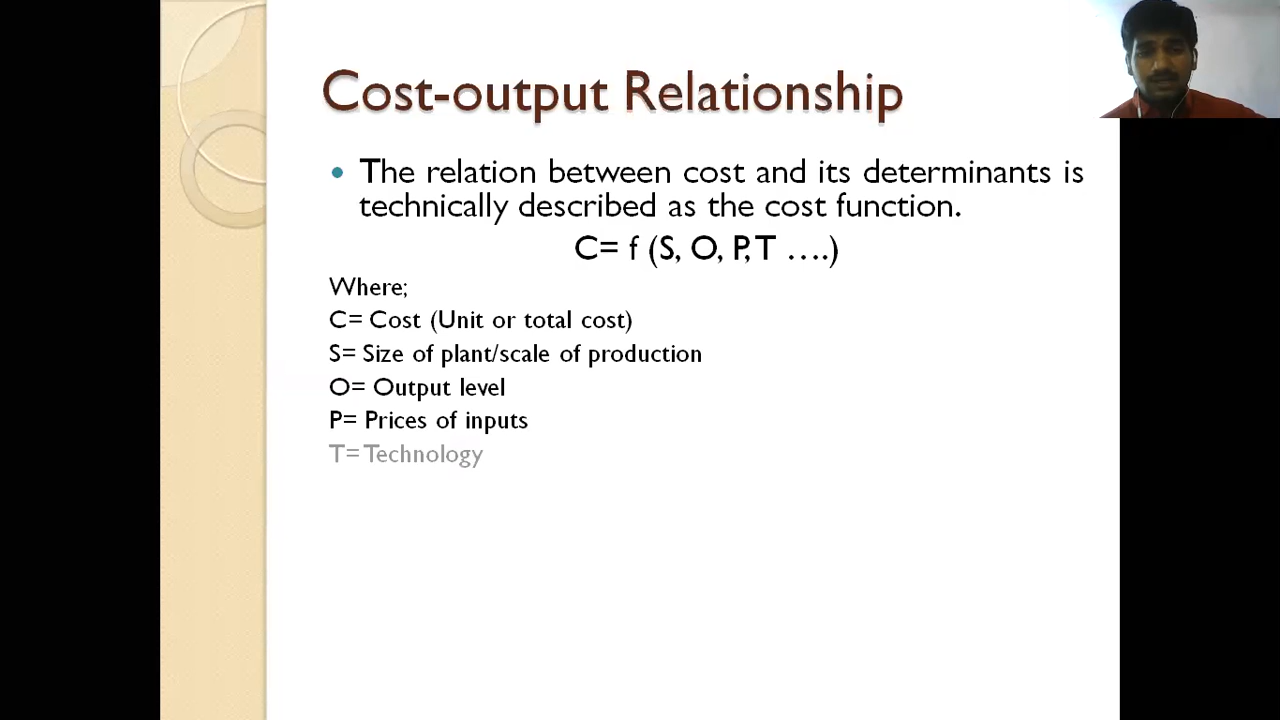 Cost-output Relationship
The relation between cost and its determinants is
technically described as the cost function.
C= f (S, O, P, T ....)
Where;
C= Cost (Unit or total cost)
S= Size of plant/scale of production
O= Output level
P= Prices of inputs
T= Technology